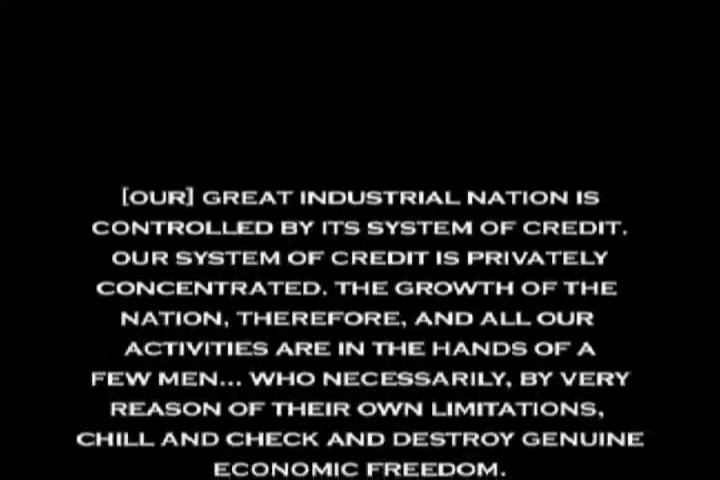 [OUR] GREAT INDUSTRIAL NATION IS
CONTROLLED BY ITS SYSTEM OF CREDIT.
OUR SYSTEM OF CREDIT IS PRIVATELY
CONCENTRATED. THE GROWTH OF THE
NATION, THEREFORE, AND ALL OUR
ACTIVITIES ARE IN THE HANDS OF A
FEW MEN... WHO NECESSARILY, BY VERY
REASON OF THEIR OWN LIMITATIONS,
CHILL AND CHECK AND DESTROY GENUINE
ECONOMIC FREEDOM.